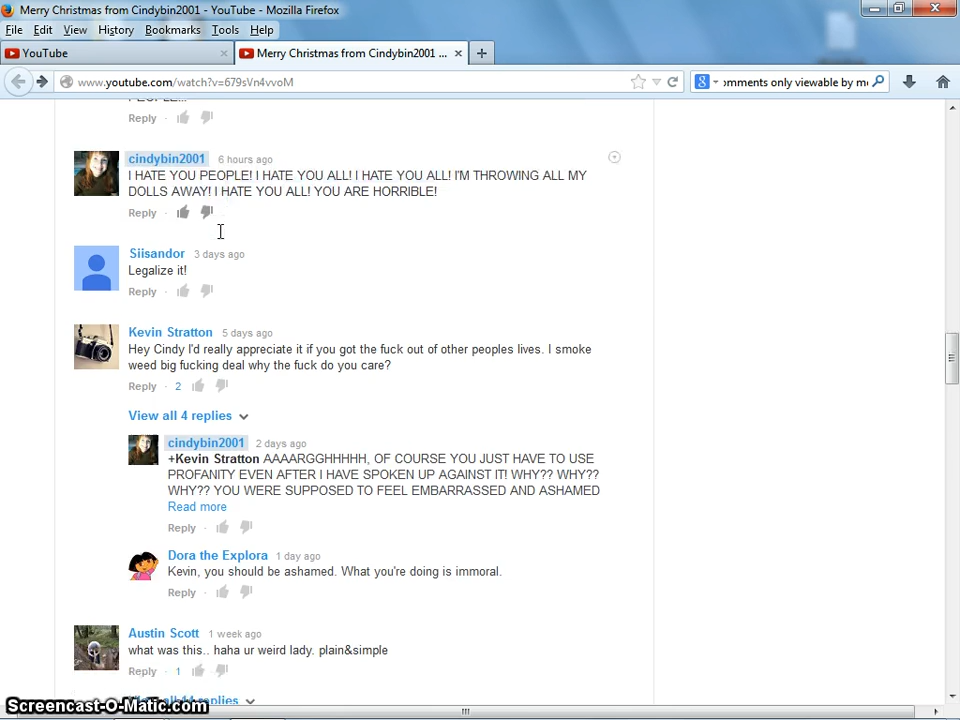 Merry Christmas from Cindybin2001 - YouTube - Mozilla Firefox
File Edit View History Bookmarks Tools Help
YouTube × Merry Christmas from Cindybin2001 ... × +
www.youtube.com/watch?v=679sVn4vvoM 8 omments only viewable by m
PEOPLE...
Reply
cindybin2001 6 hours ago
I HATE YOU PEOPLE! I HATE YOU ALL! I HATE YOU ALL! I'M THROWING ALL MY
DOLLS AWAY! I HATE YOU ALL! YOU ARE HORRIBLE!
Reply ·
Siisandor 3 days ago
Legalize it!
Reply ·
Kevin Stratton 5 days ago
Hey Cindy I'd really appreciate it if you got the fuck out of other peoples lives. I smoke
weed big fucking deal why the fuck do you care?
Reply · 2
View all 4 replies
cindybin2001 2 days ago
+Kevin Stratton AAAARGGHHHHH, OF COURSE YOU JUST HAVE TO USE
PROFANITY EVEN AFTER I HAVE SPOKEN UP AGAINST IT! WHY?? WHY??
WHY?? YOU WERE SUPPOSED TO FEEL EMBARRASSED AND ASHAMED
Read more
Reply ·
Dora the Explora 1 day ago
Kevin, you should be ashamed. What you're doing is immoral.
Reply ·
Austin Scott 1 week ago
what was this.. haha ur weird lady. plain&simple
Reply · 1
View all 14 replies
Screencast-O-Matic.com